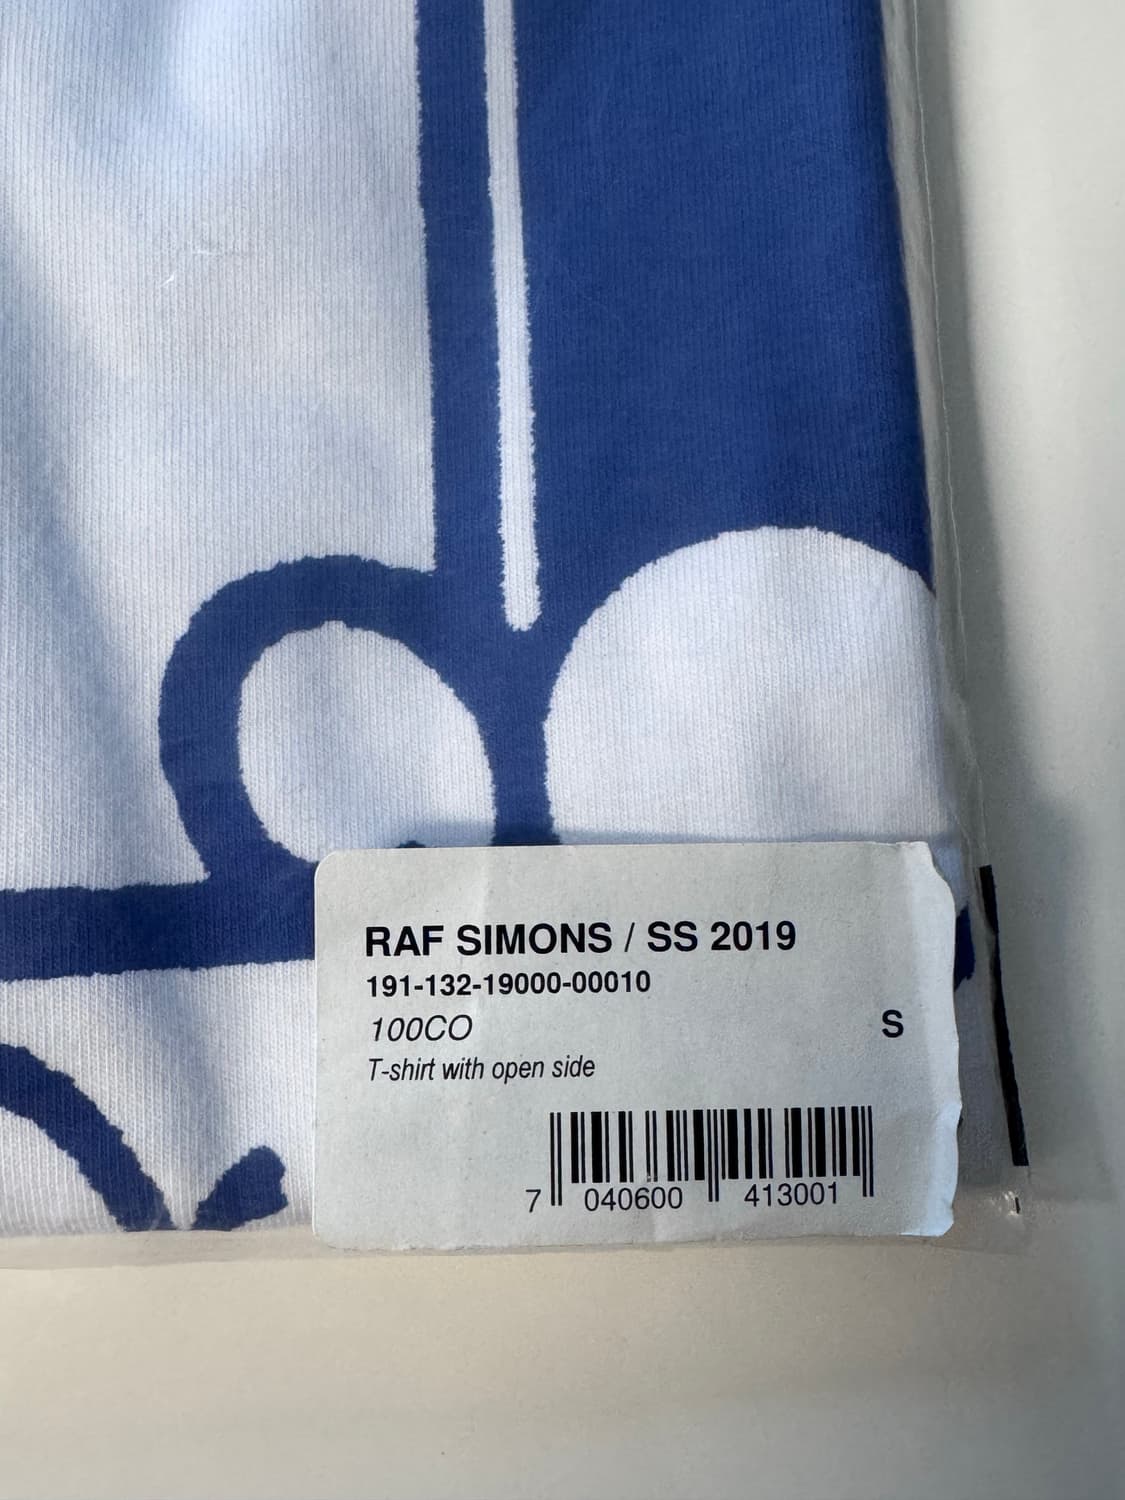 RAF SIMONS / SS 2019
191-132-19000-00010
100CO
S
T-shirt with open side
7 040600 413001